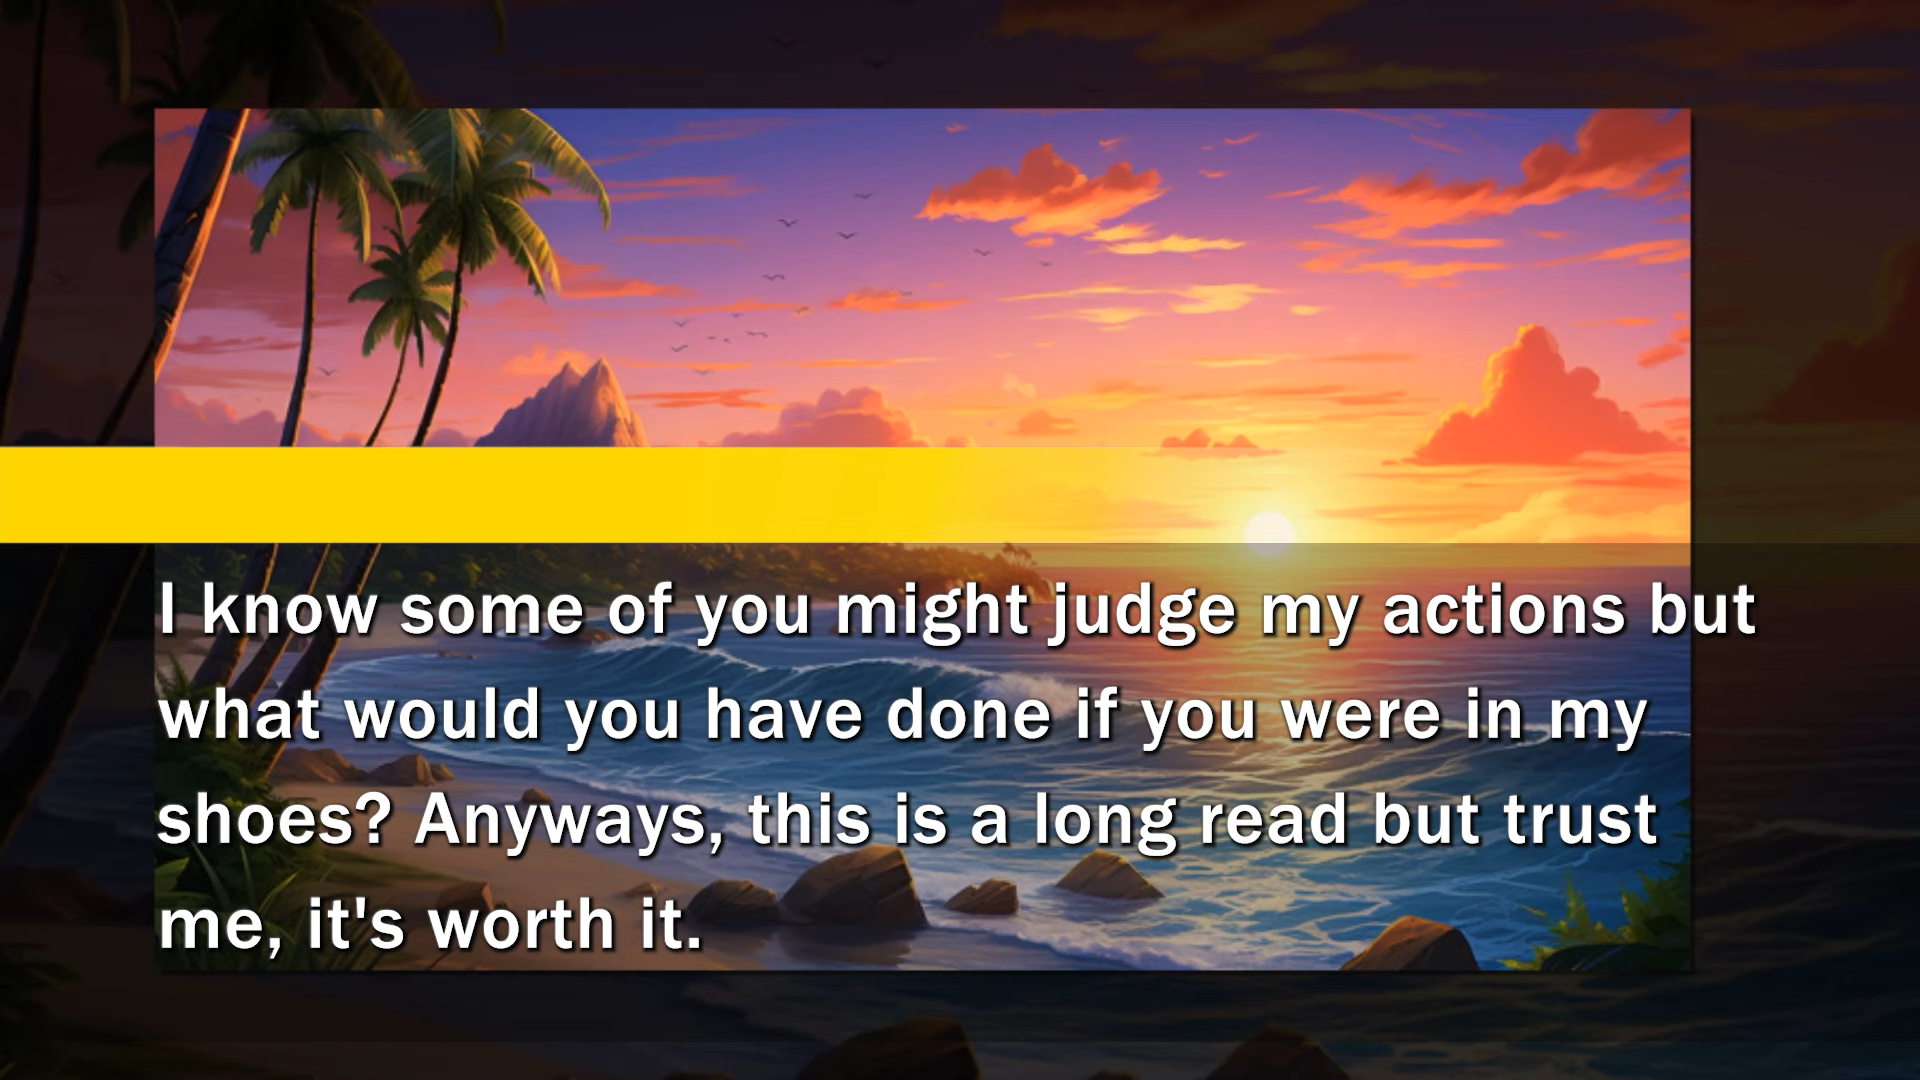 I know some of you might judge my actions but
what would you have done if you were in my
shoes? Anyways, this is a long read but trust
me, it's worth it.